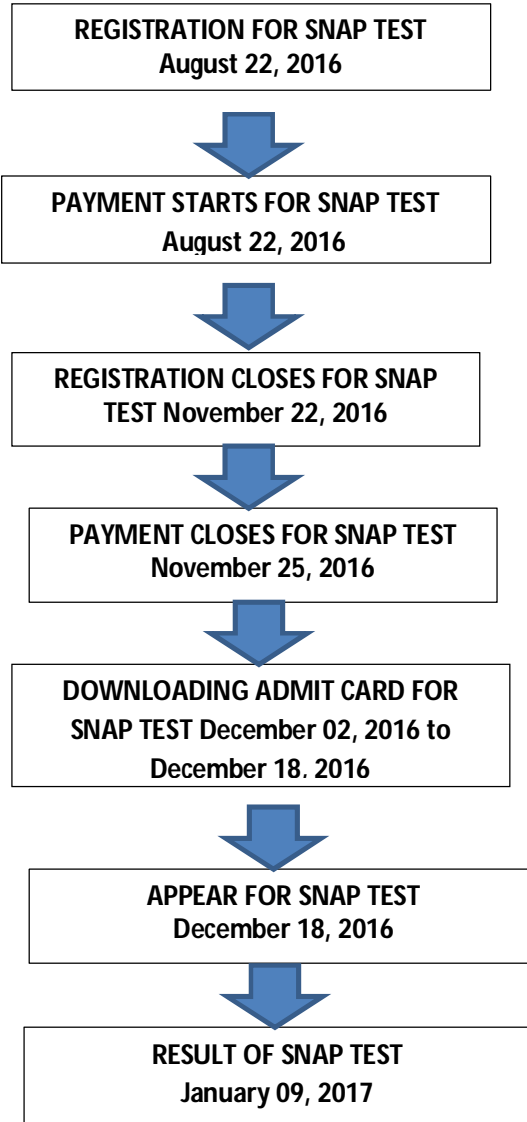 REGISTRATION FOR SNAP TEST
August 22, 2016
PAYMENT STARTS FOR SNAP TEST
August 22, 2016
REGISTRATION CLOSES FOR SNAP
TEST November 22, 2016
PAYMENT CLOSES FOR SNAP TEST
November 25, 2016
DOWNLOADING ADMIT CARD FOR
SNAP TEST December 02, 2016 to
December 18, 2016
APPEAR FOR SNAP TEST
December 18, 2016
RESULT OF SNAP TEST
January 09, 2017